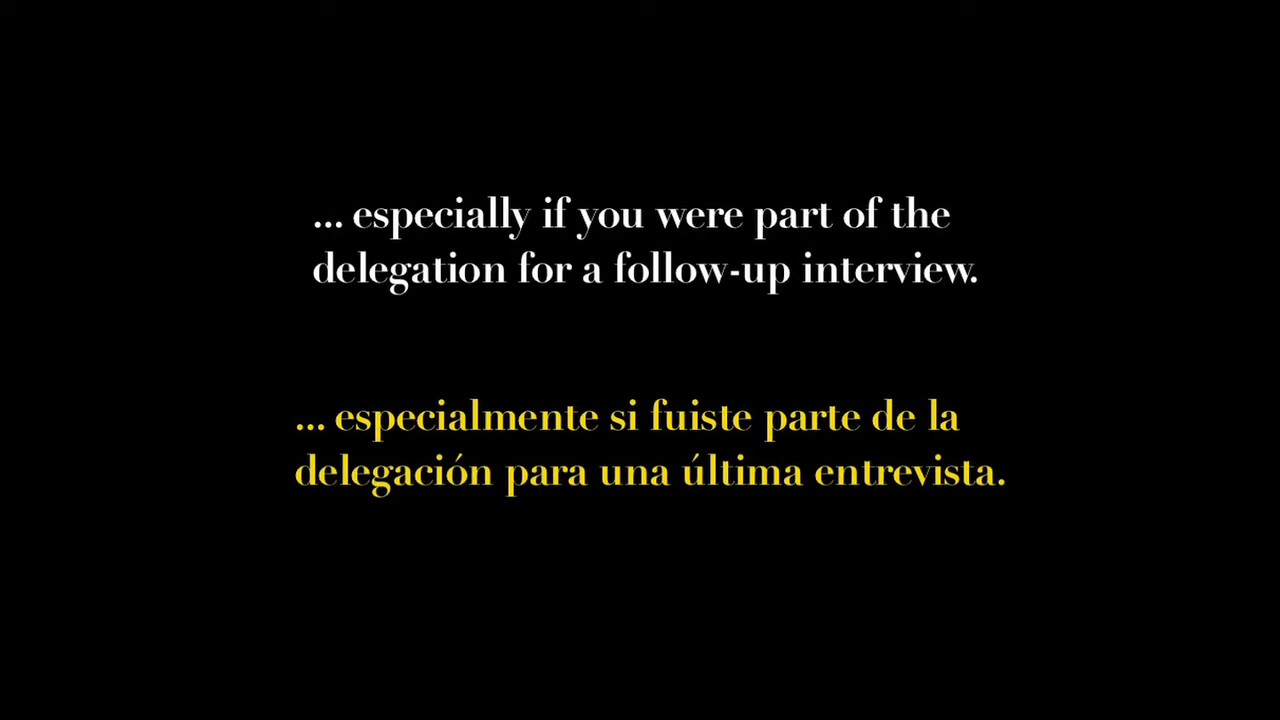 ... especially if you were part of the
delegation for a follow-up interview.
... especialmente si fuiste parte de la
delegación para una última entrevista.